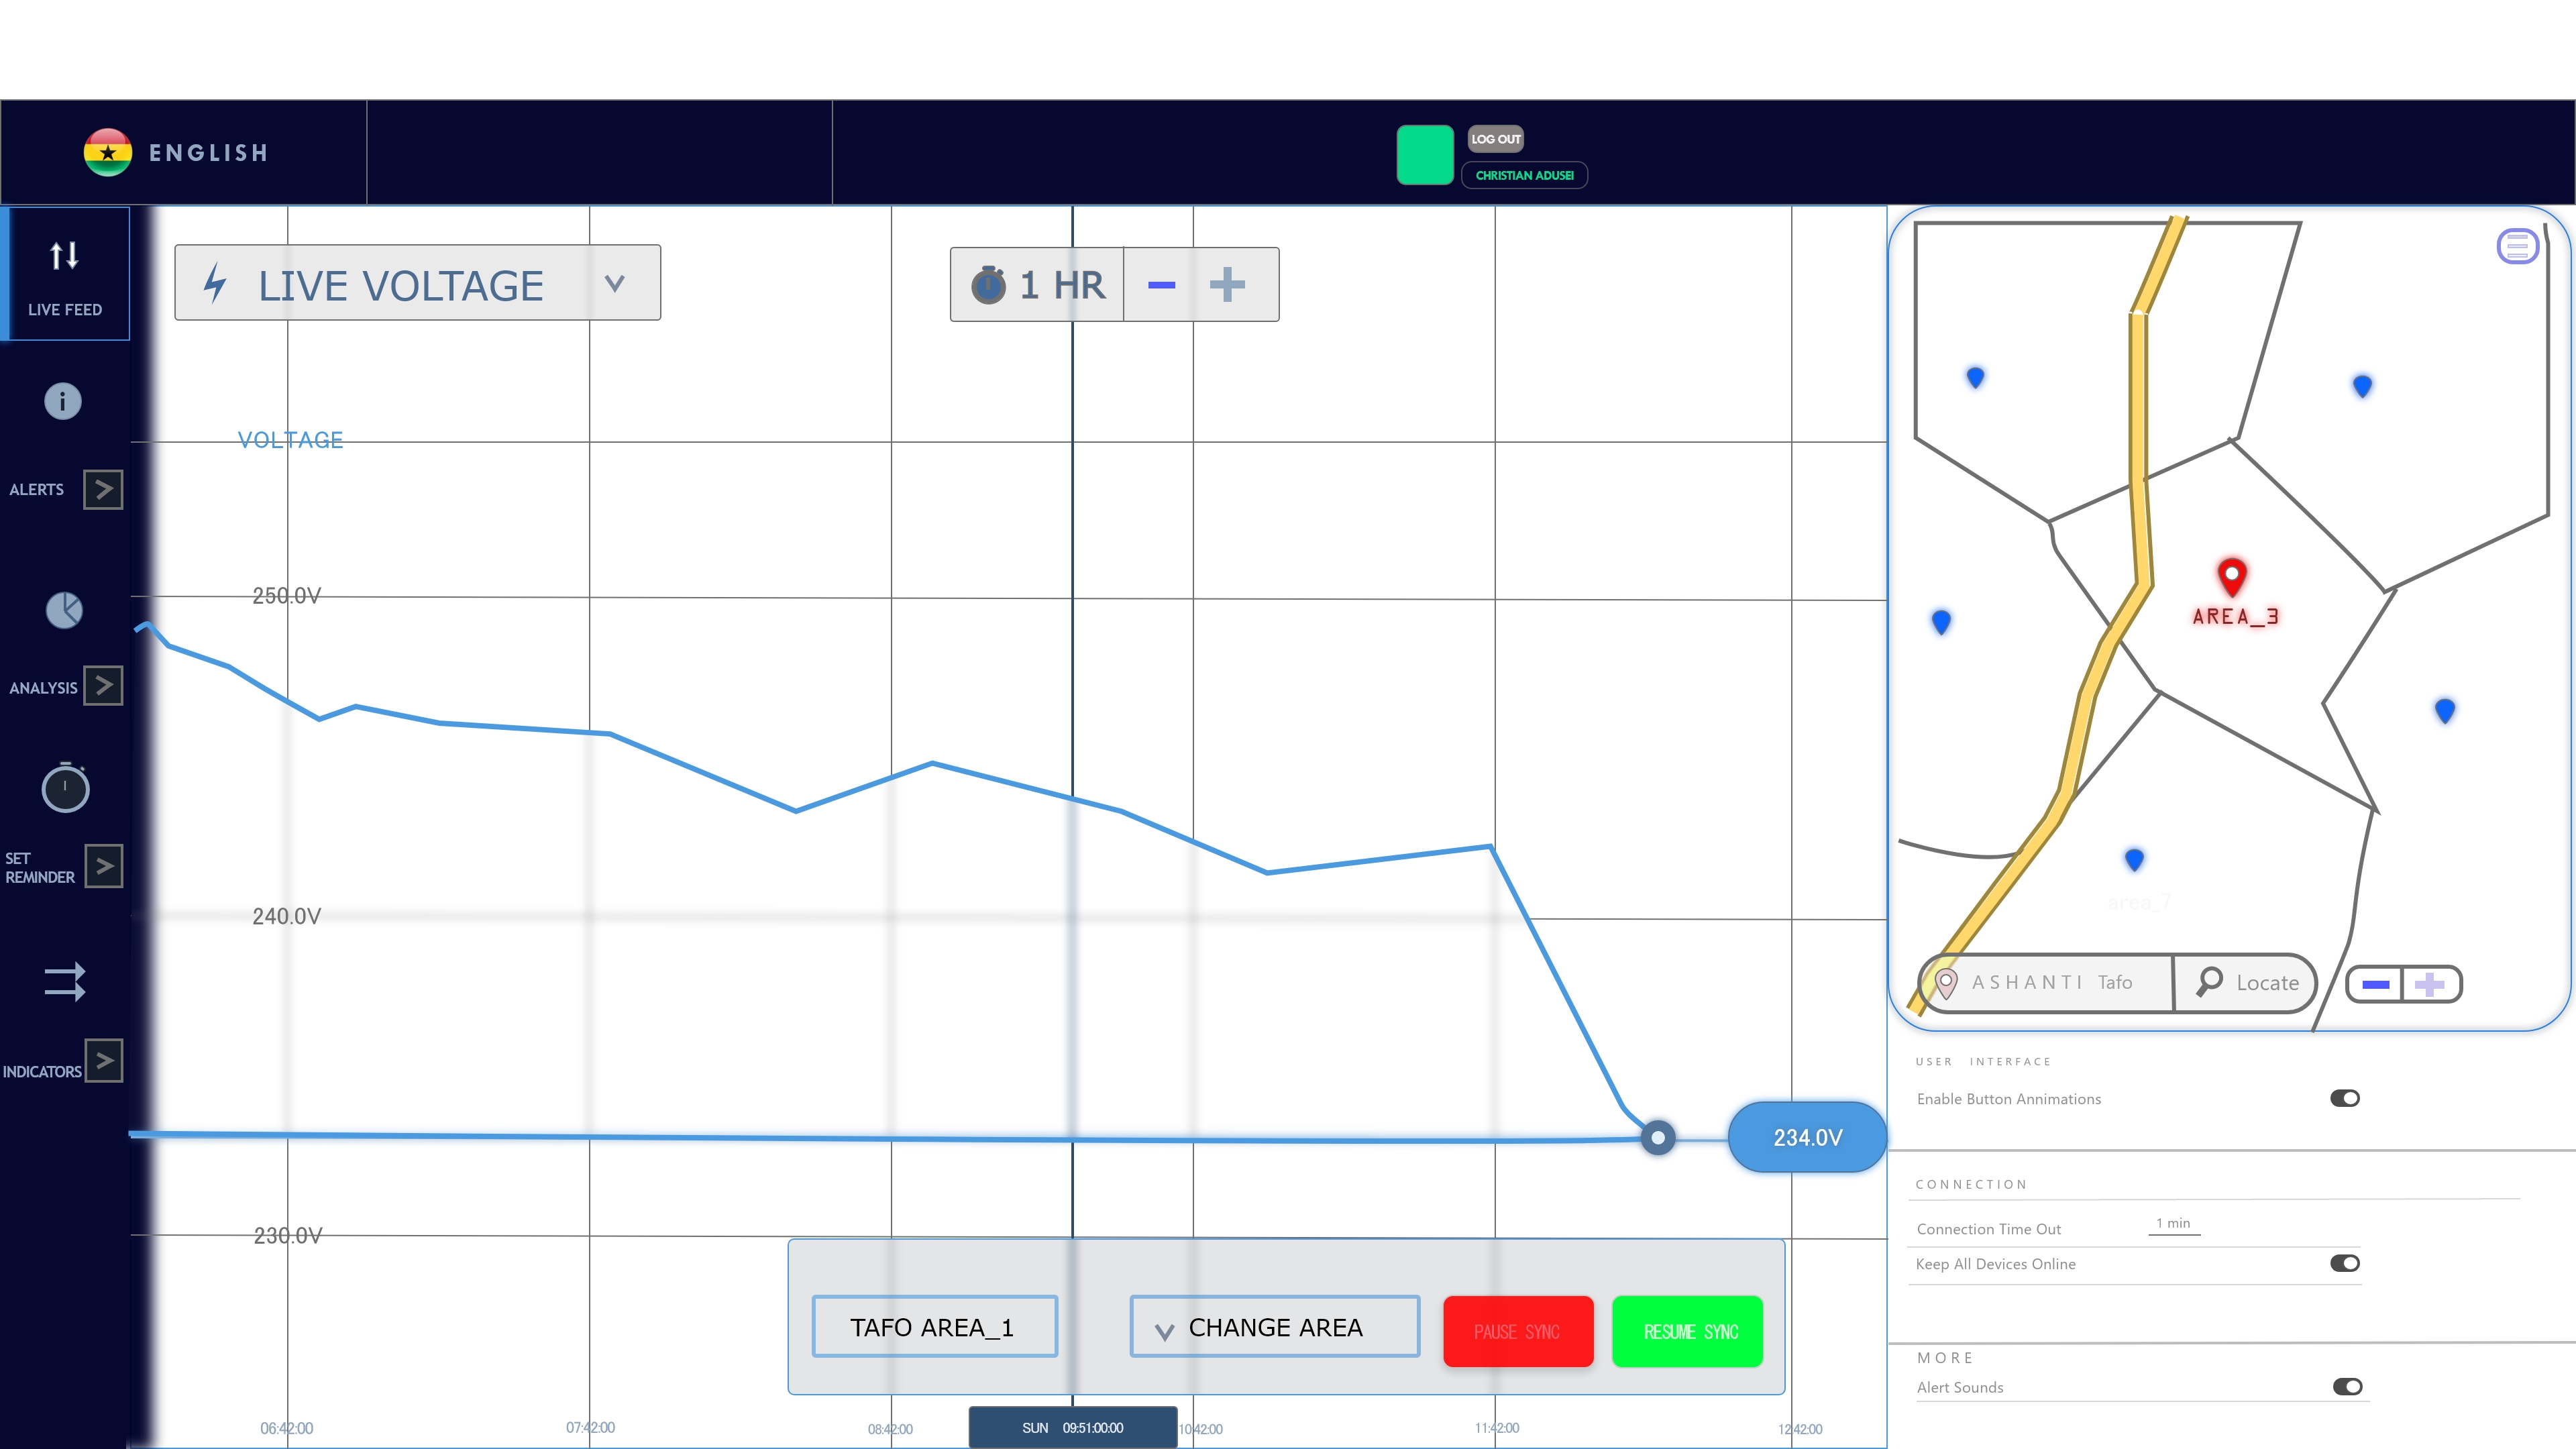 ENGLISH
LOG OUT
CHRISTIAN ADUSEI
LIVE FEED
ALERTS
ANALYSIS
SET
REMINDER
INDICATORS
LIVE VOLTAGE
1 HR
VOLTAGE
250.0V
240.0V
234.0V
230.0V
TAFO AREA_1
CHANGE AREA
PAUSE SYNC
RESUME SYNC
06:42:00
07:42:00
08:42:00
SUN 09:51:00:00
10:42:00
11:42:00
12:42:00
AREA_3
area_7
ASHANTI Tafo
Locate
USER INTERFACE
Enable Button Annimations
CONNECTION
Connection Time Out 1 min
Keep All Devices Online
MORE
Alert Sounds